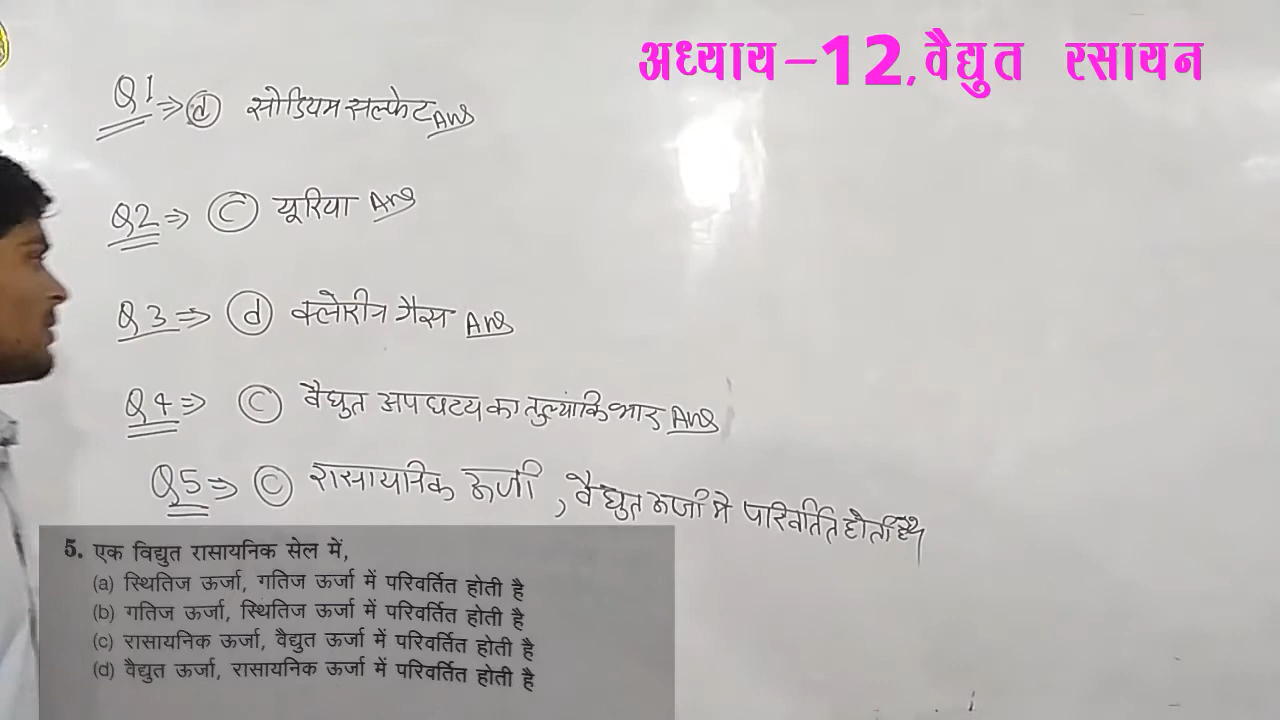 अध्याय-12, वैद्युत रसायन
Q1 ⇒ (d) सोडियम सल्फेट Ans
Q2 ⇒ (C) यूरिया Ans
Q3 ⇒ (d) क्लोरीन गैस Ans
Q4 ⇒ (C) वैद्युत अपघटय का तुल्यांकि भार Ans
Q5 ⇒ (C) रासायनिक ऊर्जा, वैद्युत ऊर्जा मे परिवर्तित होती है
5. एक विद्युत रासायनिक सेल में,
(a) स्थितिज ऊर्जा, गतिज ऊर्जा में परिवर्तित होती है
(b) गतिज ऊर्जा, स्थितिज ऊर्जा में परिवर्तित होती है
(c) रासायनिक ऊर्जा, वैद्युत ऊर्जा में परिवर्तित होती है
(d) वैद्युत ऊर्जा, रासायनिक ऊर्जा में परिवर्तित होती है